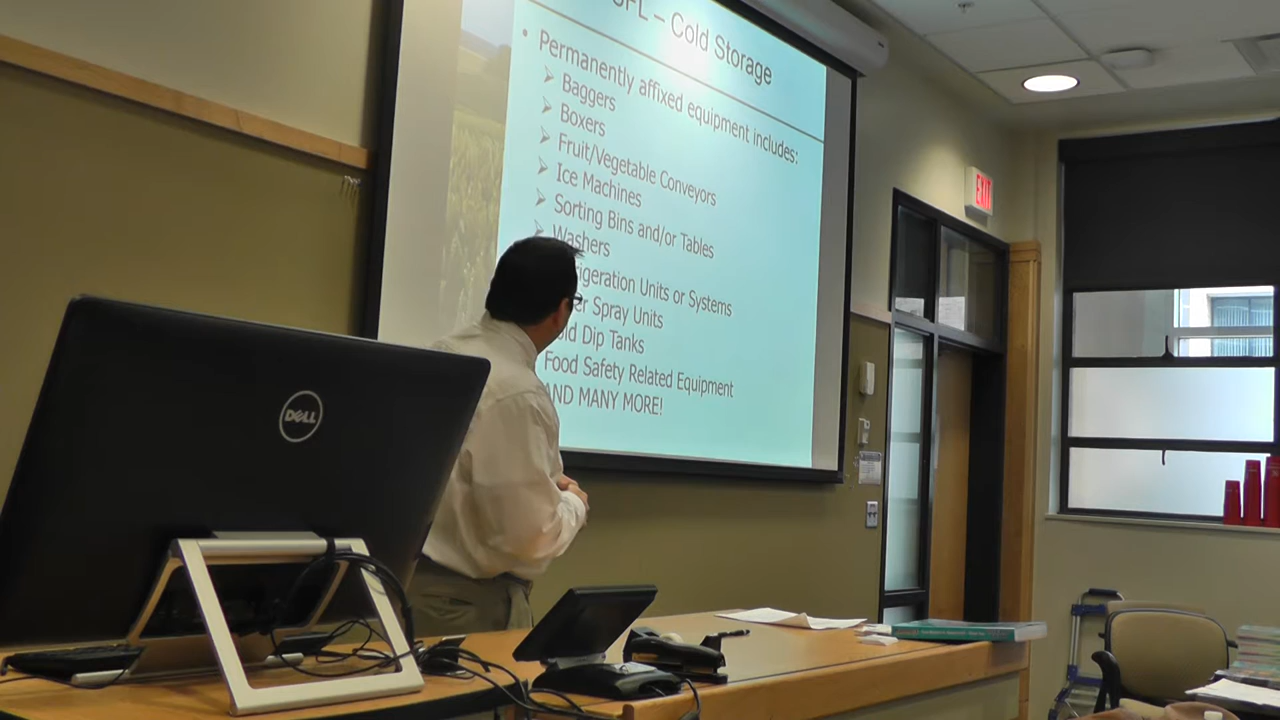 – Cold Storage
• Permanently affixed equipment includes:
➢ Baggers
➢ Boxers
➢ Fruit/Vegetable Conveyors
➢ Ice Machines
➢ Sorting Bins and/or Tables
➢ Washers
Units or Systems
Spray Units
Dip Tanks
Food Safety Related Equipment
AND MANY MORE!
EXIT
DELL